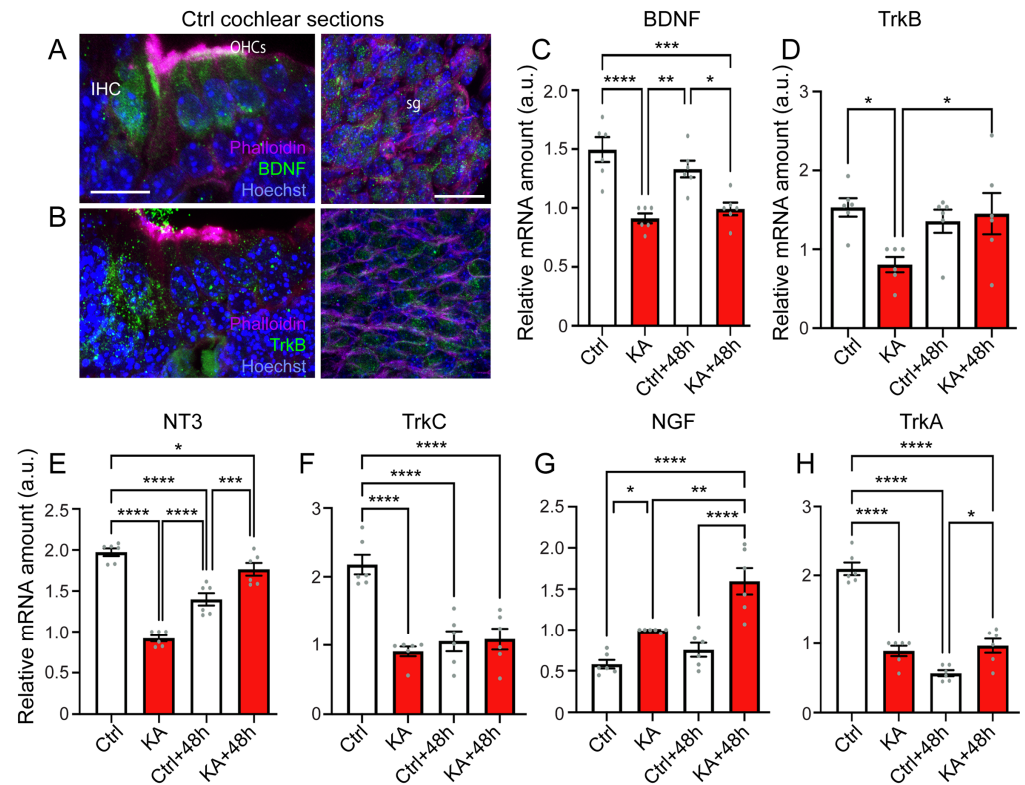 Ctrl cochlear sections
A
OHCs
IHC
Phalloidin
BDNF
Hoechst
sg
B
Phalloidin
TrkB
Hoechst
BDNF
C
***
**** ** *
Relative mRNA amount (a.u.)
2.0
1.5
1.0
0.5
0
Ctrl
KA
Ctrl+48h
KA+48h
TrkB
D
* *
Relative mRNA amount (a.u.)
3
2
1
0
Ctrl
KA
Ctrl+48h
KA+48h
NT3
E
*
**** ***
**** ****
Relative mRNA amount (a.u.)
2.5
2.0
1.5
1.0
0.5
0
Ctrl
KA
Ctrl+48h
KA+48h
TrkC
F
****
****
****
3
2
1
0
Ctrl
KA
Ctrl+48h
KA+48h
NGF
G
****
* **
****
2.5
2.0
1.5
1.0
0.5
0
Ctrl
KA
Ctrl+48h
KA+48h
TrkA
H
****
****
**** *
3
2
1
0
Ctrl
KA
Ctrl+48h
KA+48h